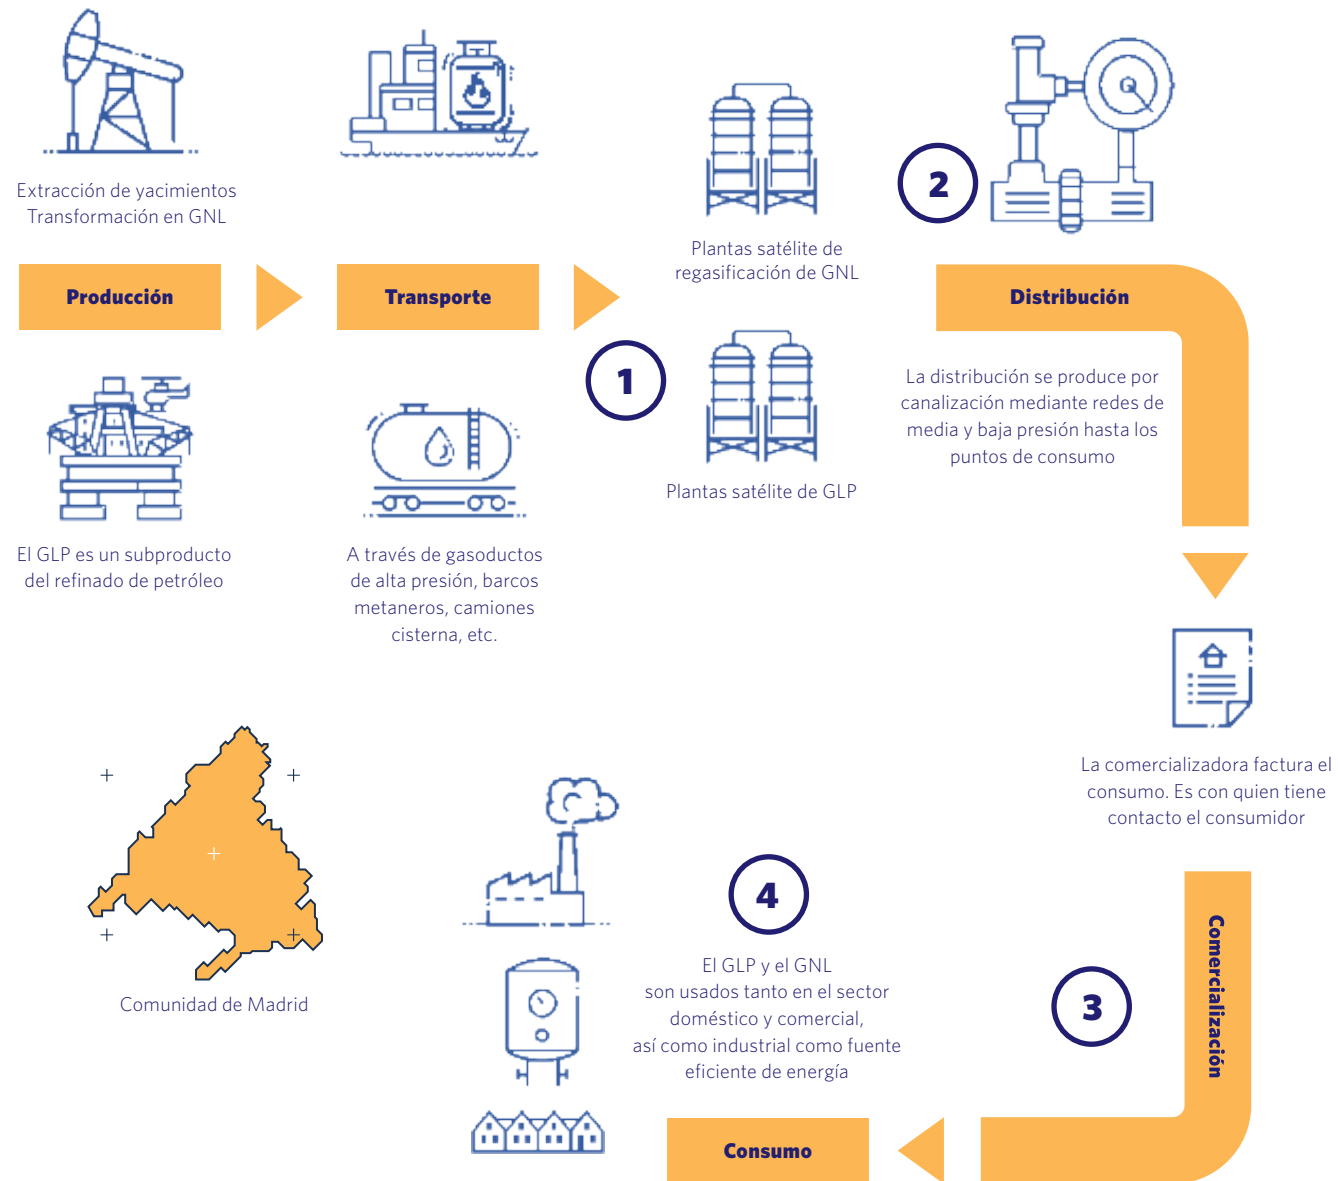 Extracción de yacimientos
Transformación en GNL
Producción
El GLP es un subproducto
del refinado de petróleo
Transporte
A través de gasoductos
de alta presión, barcos
metaneros, camiones
cisterna, etc.
1
Plantas satélite de
regasificación de GNL
Plantas satélite de GLP
2
Distribución
La distribución se produce por
canalización mediante redes de
media y baja presión hasta los
puntos de consumo
La comercializadora factura el
consumo. Es con quien tiene
contacto el consumidor
3
Comercialización
4
El GLP y el GNL
son usados tanto en el sector
doméstico y comercial,
así como industrial como fuente
eficiente de energía
Consumo
Comunidad de Madrid